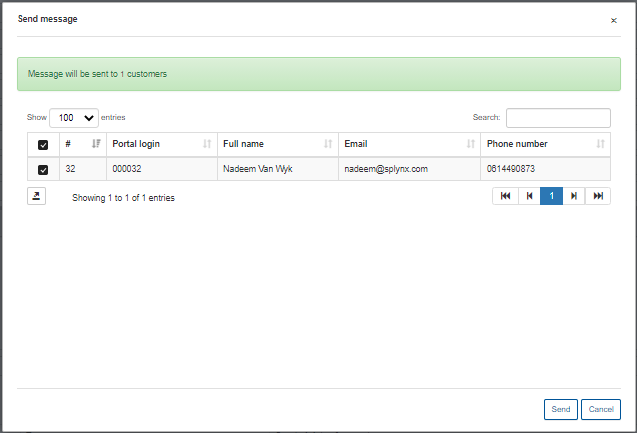 Send message
×
Message will be sent to 1 customers
Show 100 entries Search:
# Portal login Full name Email Phone number
32 000032 Nadeem Van Wyk nadeem@splynx.com 0614490873
Showing 1 to 1 of 1 entries 1
Send Cancel